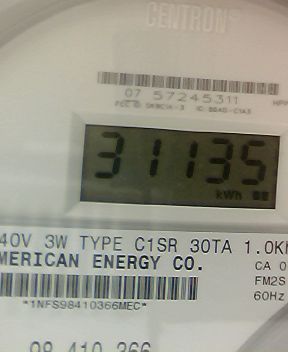 CENTRON
07 57245311
31135
kWh
40V 3W TYPE C1SR 30TA 1.0K
MERICAN ENERGY CO.
CA 0
FM2S
60Hz
*1NFS98410366MEC*
98 410 366